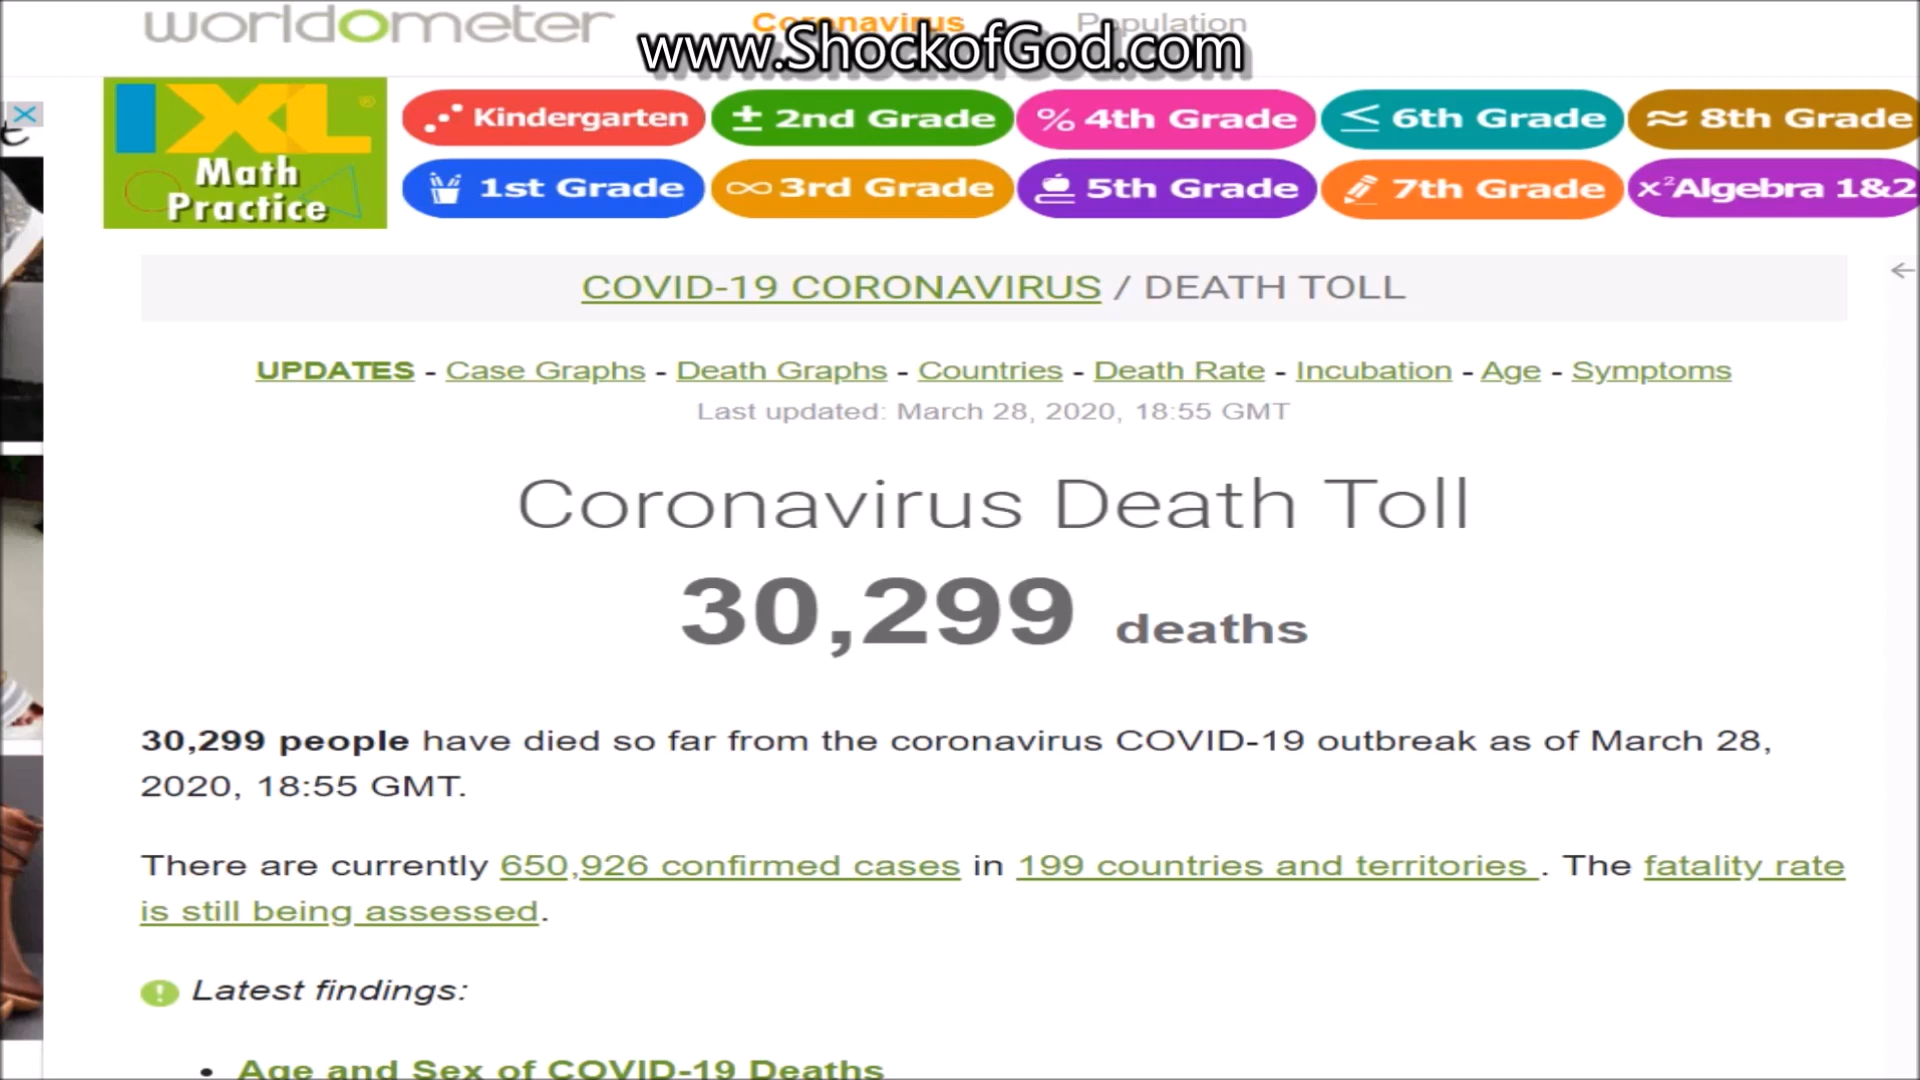 worldometer
Coronavirus
Population
www.ShockofGod.com
IXL®
Math
Practice
Kindergarten
± 2nd Grade
% 4th Grade
≤ 6th Grade
≈ 8th Grade
1st Grade
∞ 3rd Grade
5th Grade
7th Grade
x² Algebra 1&2
COVID-19 CORONAVIRUS / DEATH TOLL
UPDATES - Case Graphs - Death Graphs - Countries - Death Rate - Incubation - Age - Symptoms
Last updated: March 28, 2020, 18:55 GMT
Coronavirus Death Toll
30,299 deaths
30,299 people have died so far from the coronavirus COVID-19 outbreak as of March 28,
2020, 18:55 GMT.
There are currently 650,926 confirmed cases in 199 countries and territories . The fatality rate
is still being assessed.
Latest findings:
• Age and Sex of COVID-19 Deaths